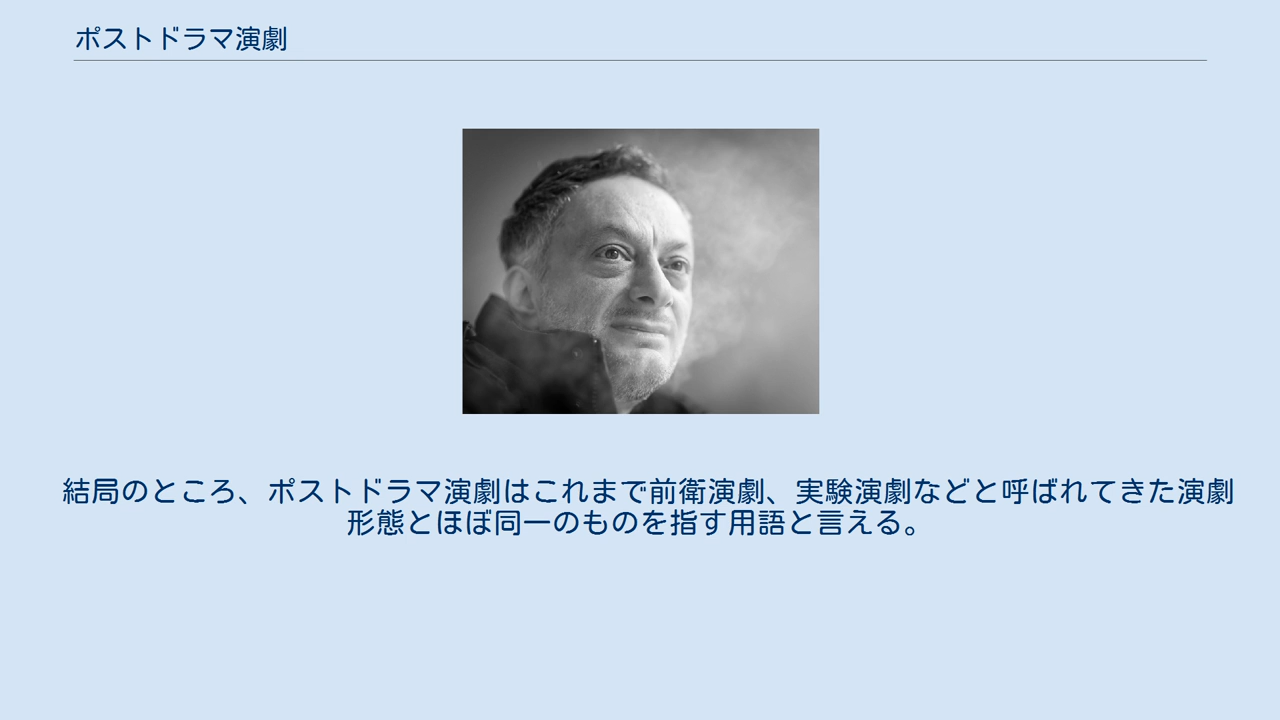 ポストドラマ演劇
結局のところ、ポストドラマ演劇はこれまで前衛演劇、実験演劇などと呼ばれてきた演劇
形態とほぼ同一のものを指す用語と言える。